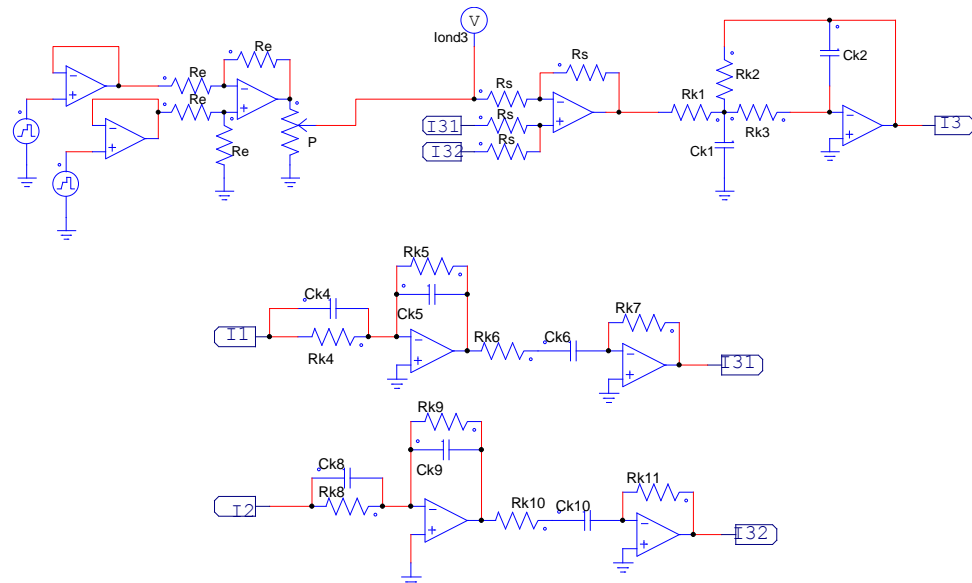 V
Iond3
Re
Re
Re
Re
P
Rs
Rs
Rs
Rs
I31
I32
Rk1
Rk2
Rk3
Ck1
Ck2
I3
I1
Ck4
Rk4
Rk5
Ck5
Rk6
Ck6
Rk7
I31
I2
Ck8
Rk8
Rk9
Ck9
Rk10
Ck10
Rk11
I32